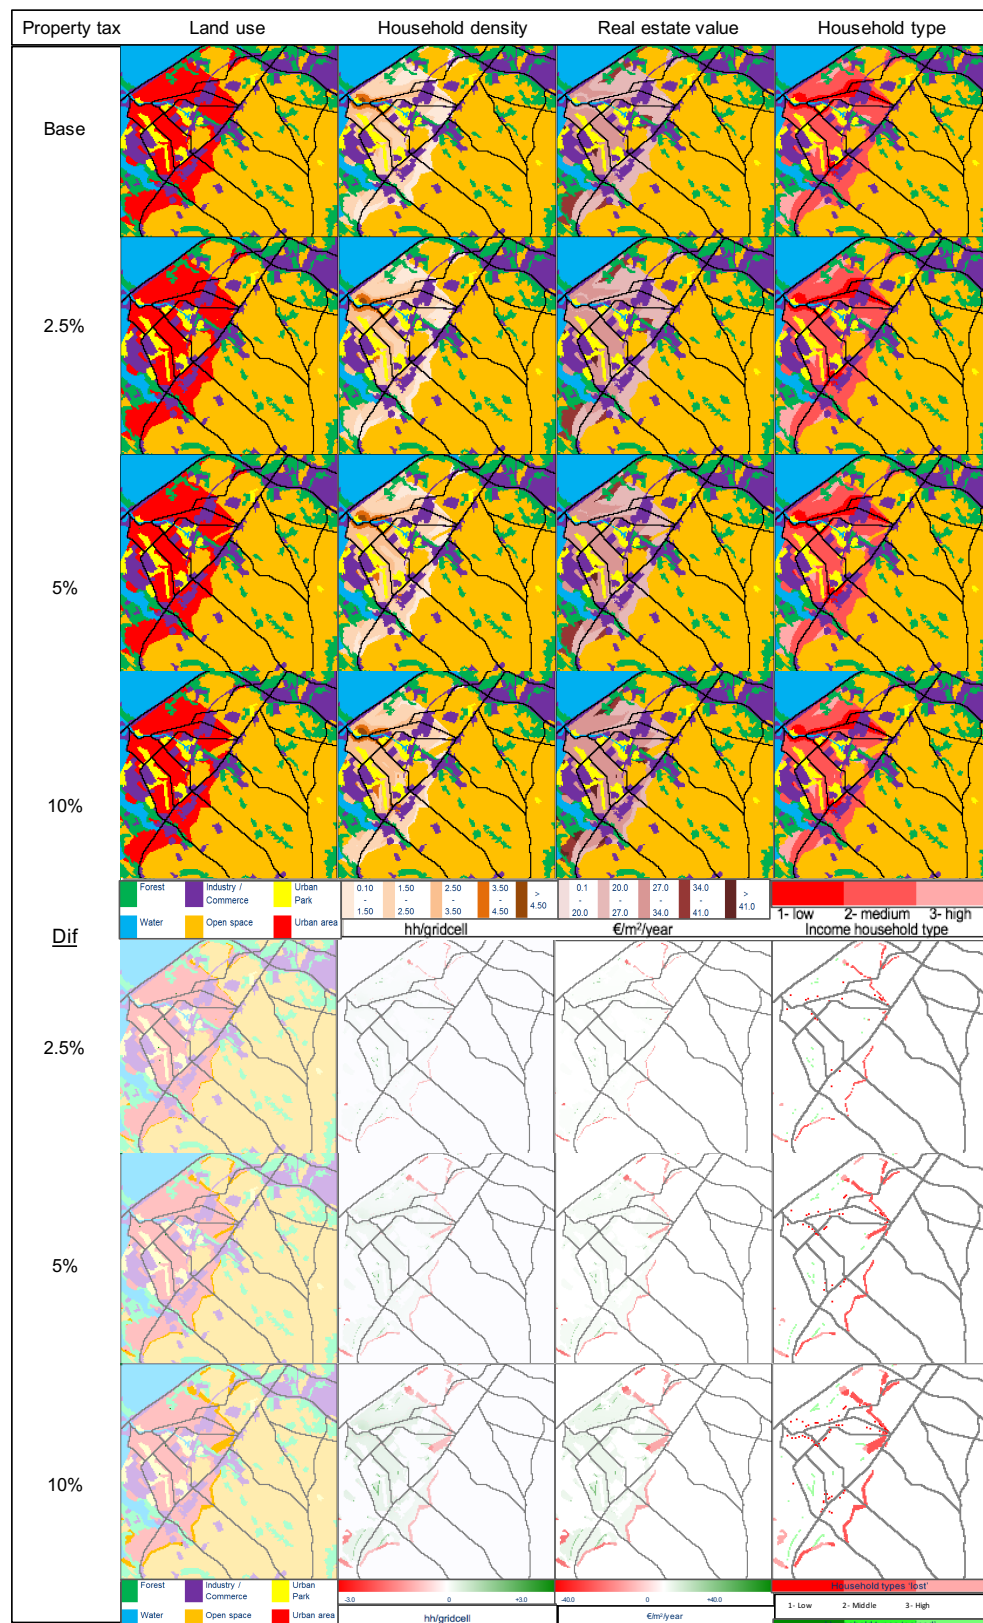 Property tax Land use Household density Real estate value Household type
Base
2.5%
5%
10%
Forest Industry / Commerce Urban Park
Water Open space Urban area
0.10 - 1.50 1.50 - 2.50 2.50 - 3.50 3.50 - 4.50 > 4.50
hh/gridcell
0.1 - 20.0 20.0 - 27.0 27.0 - 34.0 34.0 - 41.0 > 41.0
€/m²/year
1- low 2- medium 3- high
Income household type
Dif
2.5%
5%
10%
Forest Industry / Commerce Urban Park
Water Open space Urban area
-3.0 0 +3.0
hh/gridcell
-40.0 0 +40.0
€/m²/year
Household types 'lost'
1- Low 2- Middle 3- High